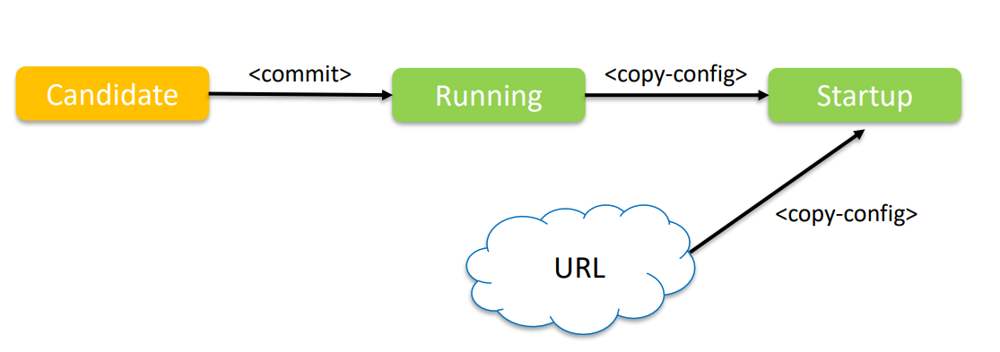 <commit>
<copy-config>
Candidate
Running
Startup
<copy-config>
URL